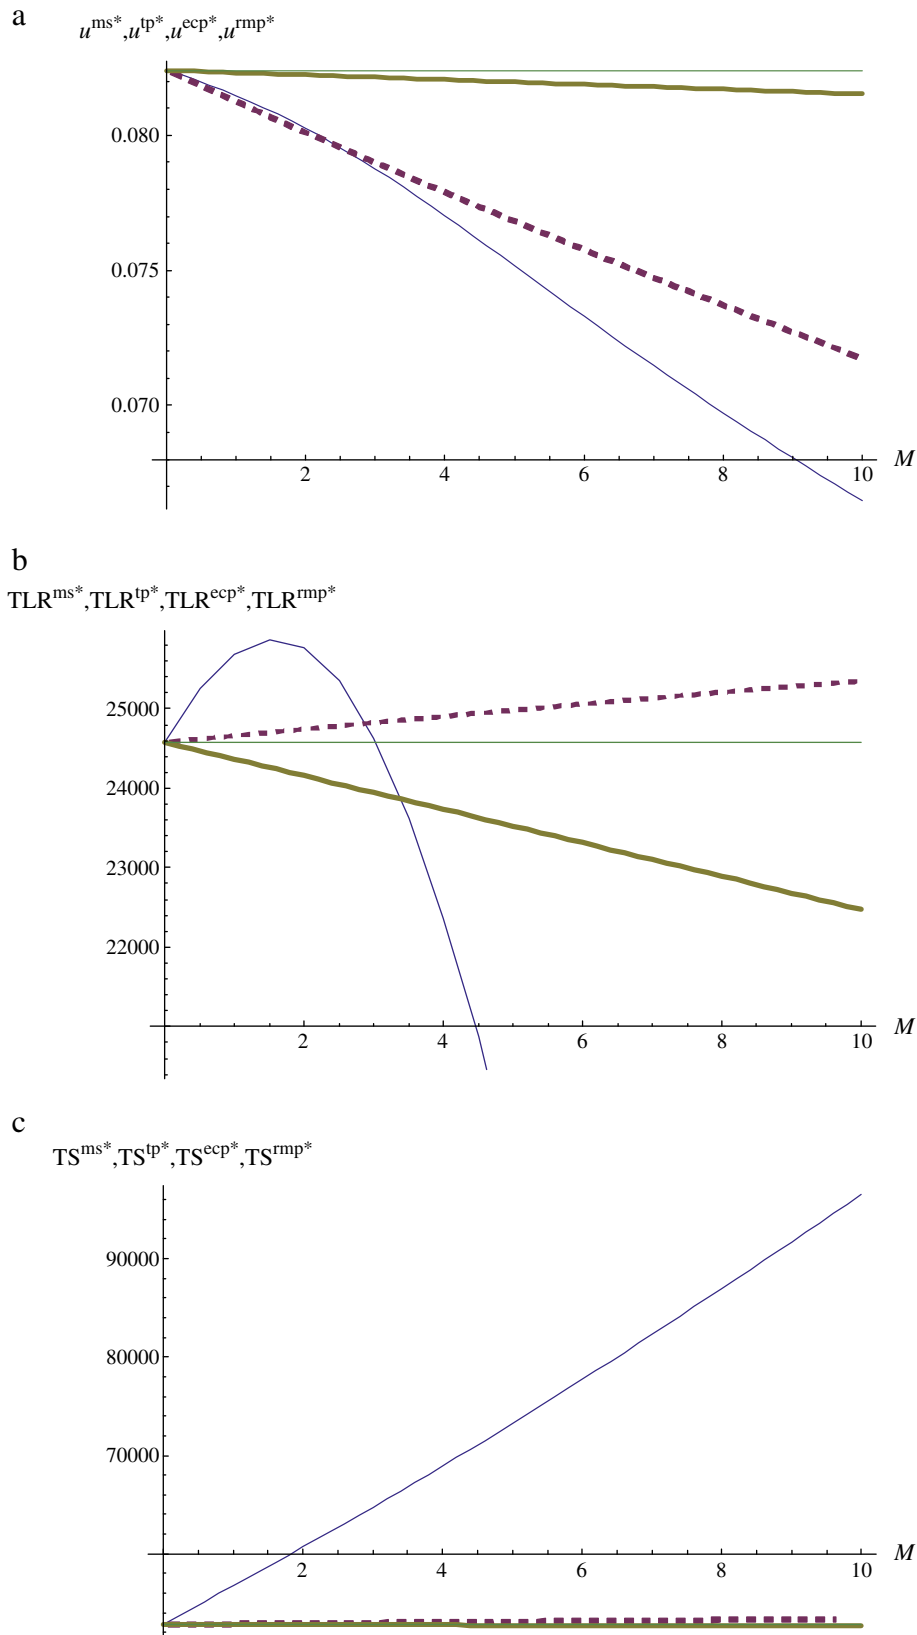 a
u^ms*,u^tp*,u^ecp*,u^rmp*
0.080
0.075
0.070
2 4 6 8 10 M
b
TLR^ms*,TLR^tp*,TLR^ecp*,TLR^rmp*
25000
24000
23000
22000
2 4 6 8 10 M
c
TS^ms*,TS^tp*,TS^ecp*,TS^rmp*
90000
80000
70000
2 4 6 8 10 M